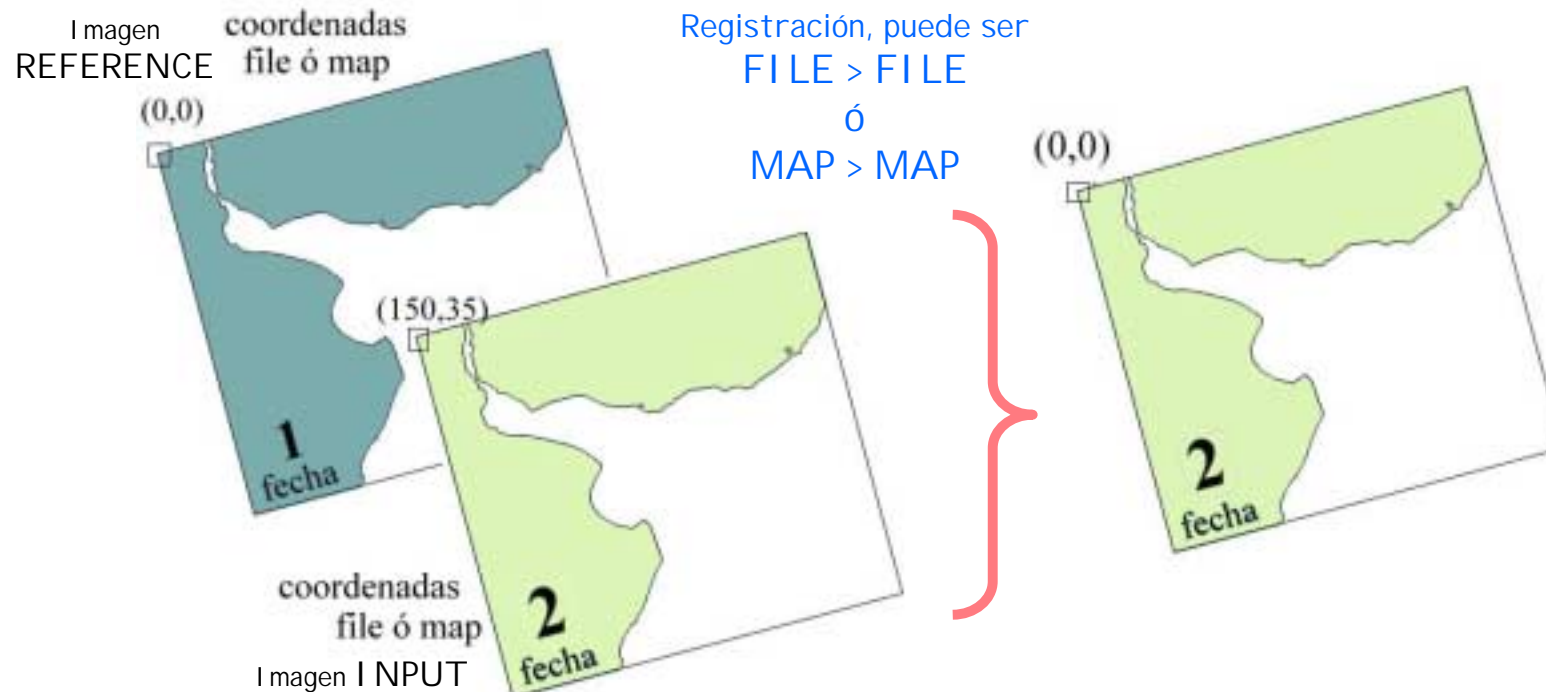 Imagen
REFERENCE
coordenadas
file ó map
(0,0)
Registración, puede ser
FILE > FILE
ó
MAP > MAP
(0,0)
(150,35)
1
fecha
2
fecha
coordenadas
file ó map
2
fecha
Imagen INPUT